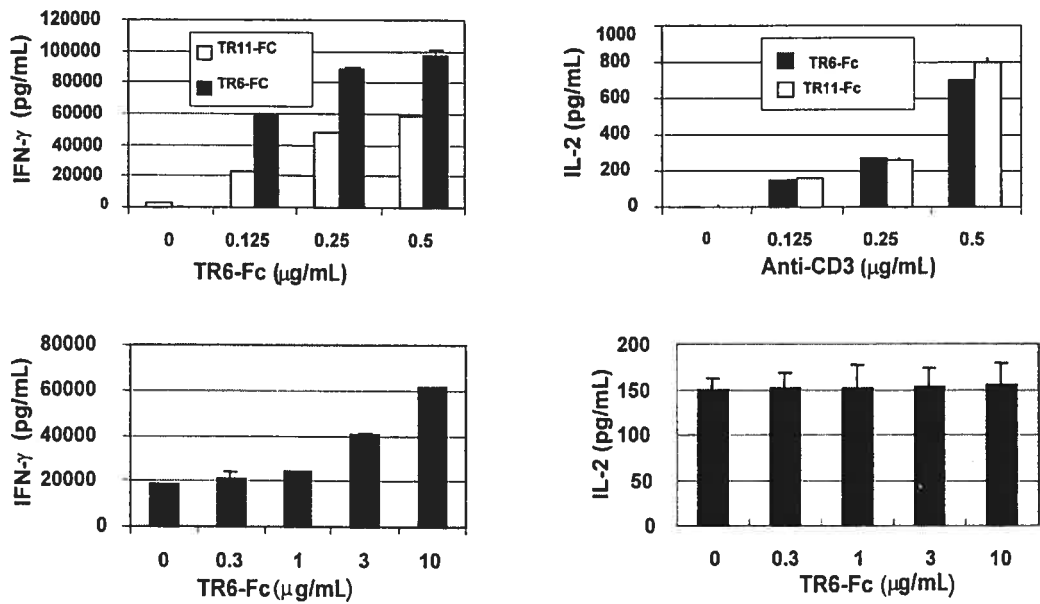 IFN-γ (pg/mL)
120000
100000
80000
60000
40000
20000
0
TR11-FC
TR6-FC
0 0.125 0.25 0.5
TR6-Fc (μg/mL)
IL-2 (pg/mL)
1000
800
600
400
200
0
TR6-Fc
TR11-Fc
0 0.125 0.25 0.5
Anti-CD3 (μg/mL)
IFN-γ (pg/mL)
80000
60000
40000
20000
0
0 0.3 1 3 10
TR6-Fc(μg/mL)
IL-2 (pg/mL)
200
150
100
50
0
0 0.3 1 3 10
TR6-Fc (μg/mL)